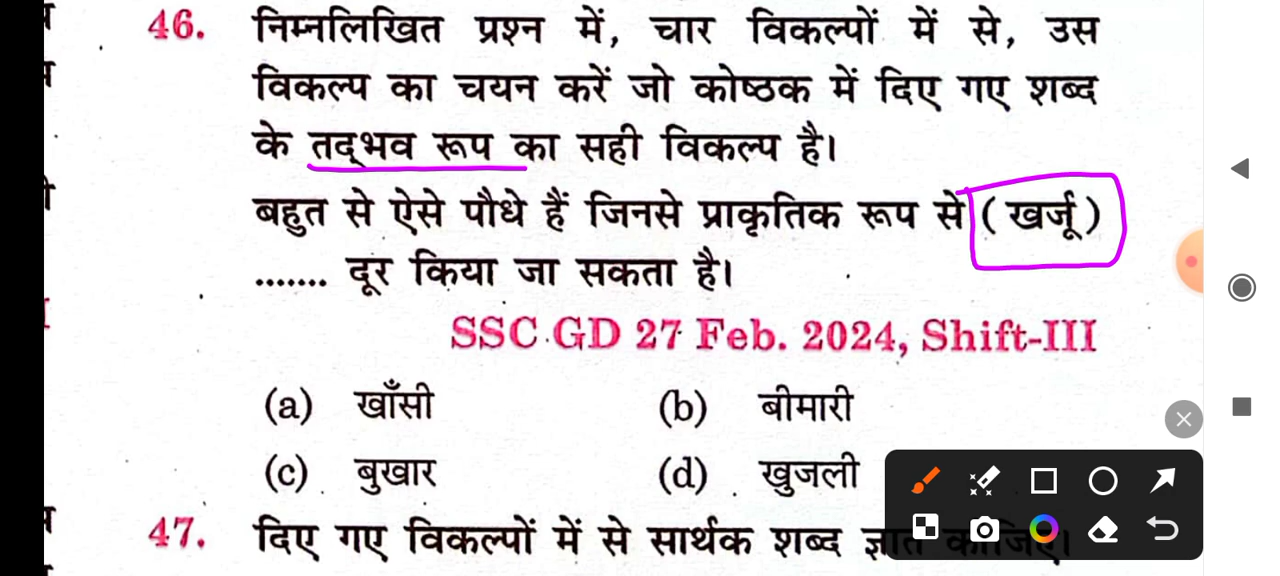 46. निम्नलिखित प्रश्न में, चार विकल्पों में से, उस
विकल्प का चयन करें जो कोष्ठक में दिए गए शब्द
के तद्भव रूप का सही विकल्प है।
बहुत से ऐसे पौधे हैं जिनसे प्राकृतिक रूप से ( खर्जू )
....... दूर किया जा सकता है।
SSC GD 27 Feb. 2024, Shift-III
(a) खाँसी (b) बीमारी
(c) बुखार (d) खुजली
47. दिए गए विकल्पों में से सार्थक शब्द ज्ञात कीजिए।